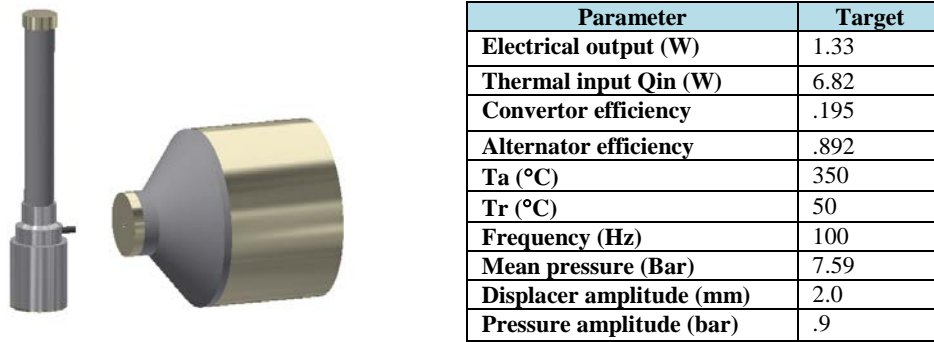 Parameter Target
Electrical output (W) 1.33
Thermal input Qin (W) 6.82
Convertor efficiency .195
Alternator efficiency .892
Ta (°C) 350
Tr (°C) 50
Frequency (Hz) 100
Mean pressure (Bar) 7.59
Displacer amplitude (mm) 2.0
Pressure amplitude (bar) .9